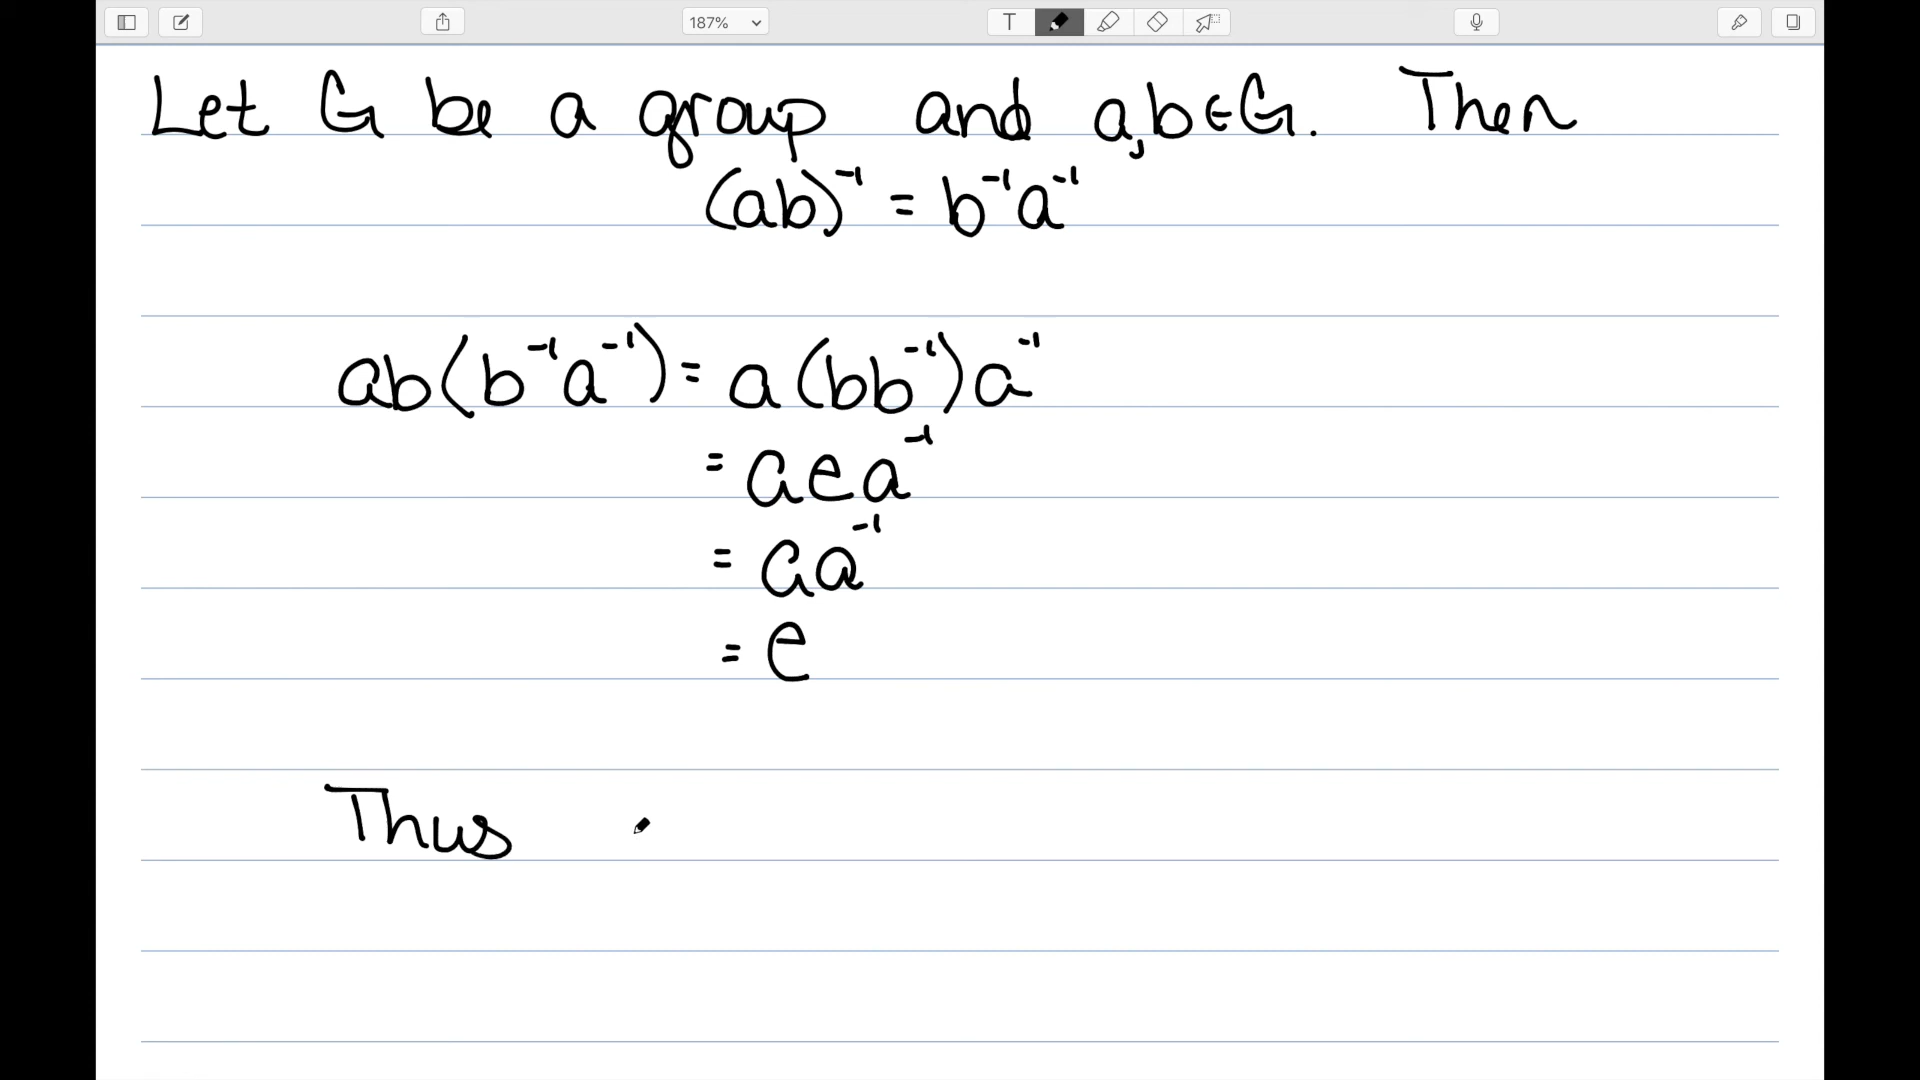 187%
T
Let G be a group and a,b∈G. Then
(ab)⁻¹ = b⁻¹a⁻¹
ab(b⁻¹a⁻¹) = a(bb⁻¹)a⁻¹
= aea⁻¹
= aa⁻¹
= e
Thus